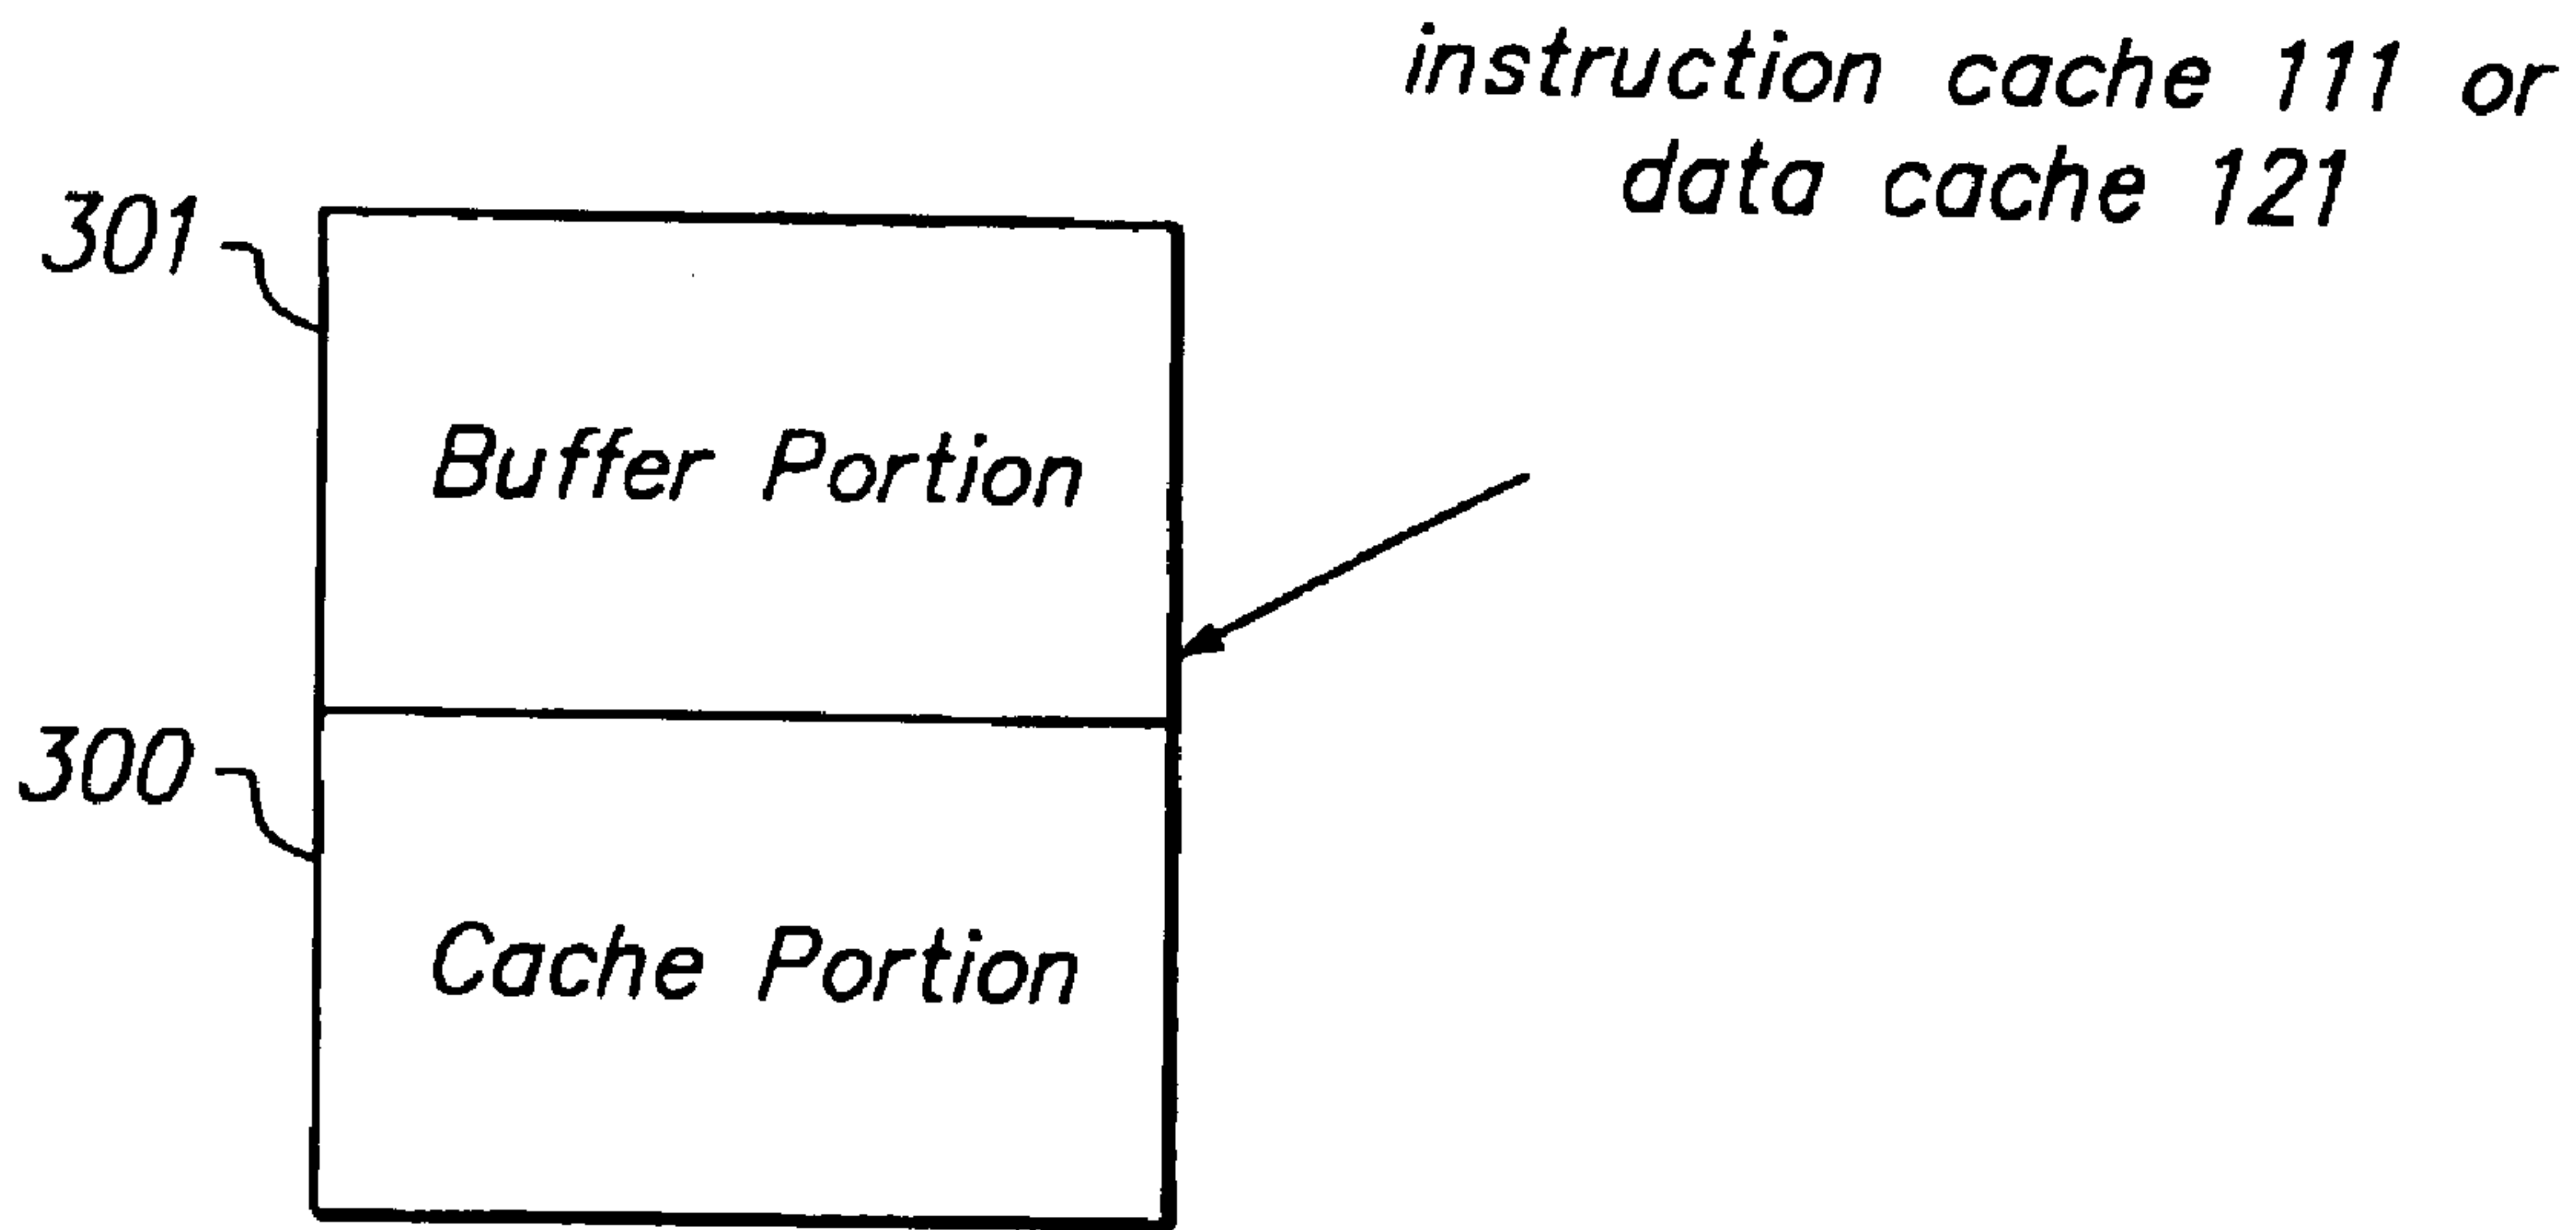 instruction cache 111 or
data cache 121
301
Buffer Portion
300
Cache Portion